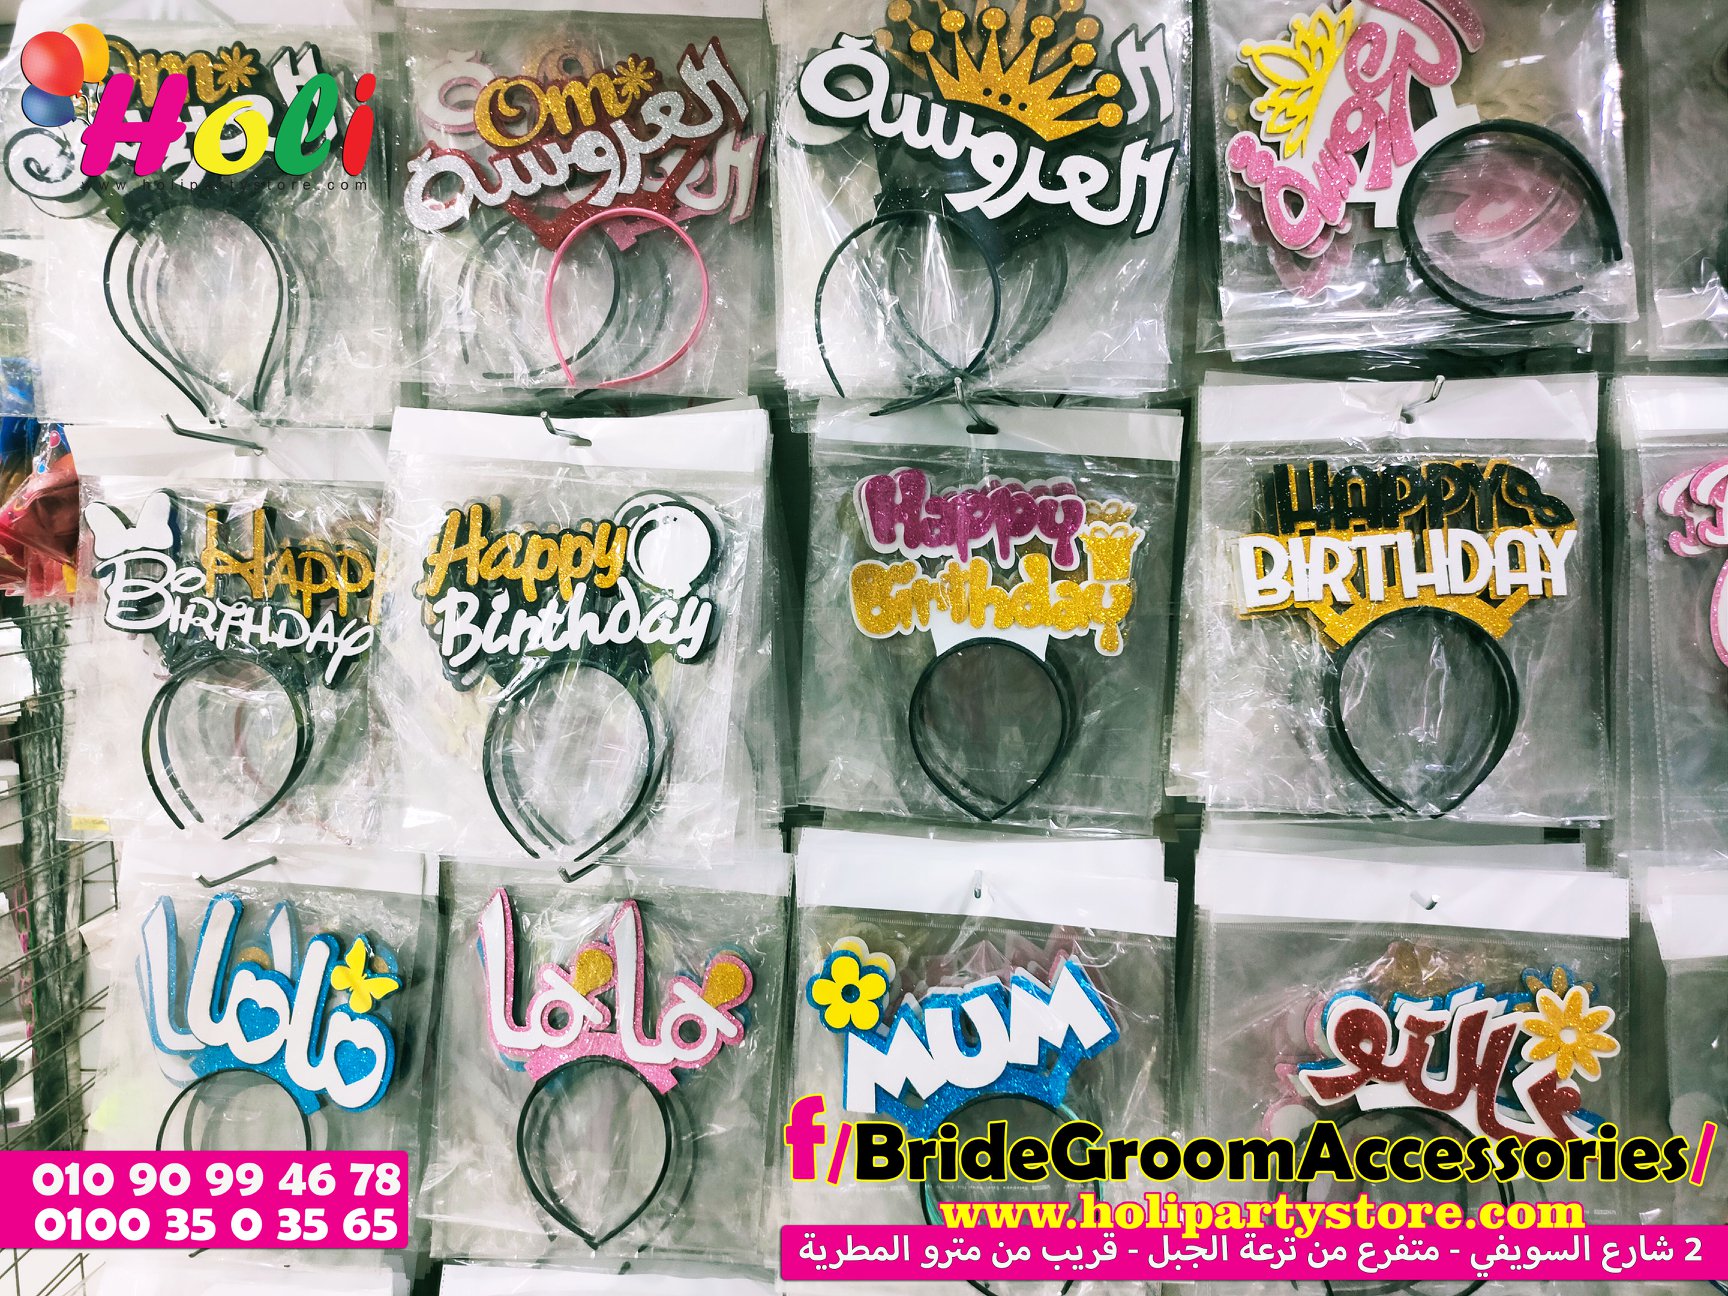 Holi
www.holipartystore.com
Om
العروسة
Om
العروسة
العروسة
Happy
BIRTHDAY
Happy
Birthday
Happy
Birthday
HAPPY
BIRTHDAY
ماما
ماما
MUM
خالتو
010 90 99 46 78
0100 35 0 35 65
f/BrideGroomAccessories/
www.holipartystore.com
2 شارع السويفي - متفرع من ترعة الجبل - قريب من مترو المطرية